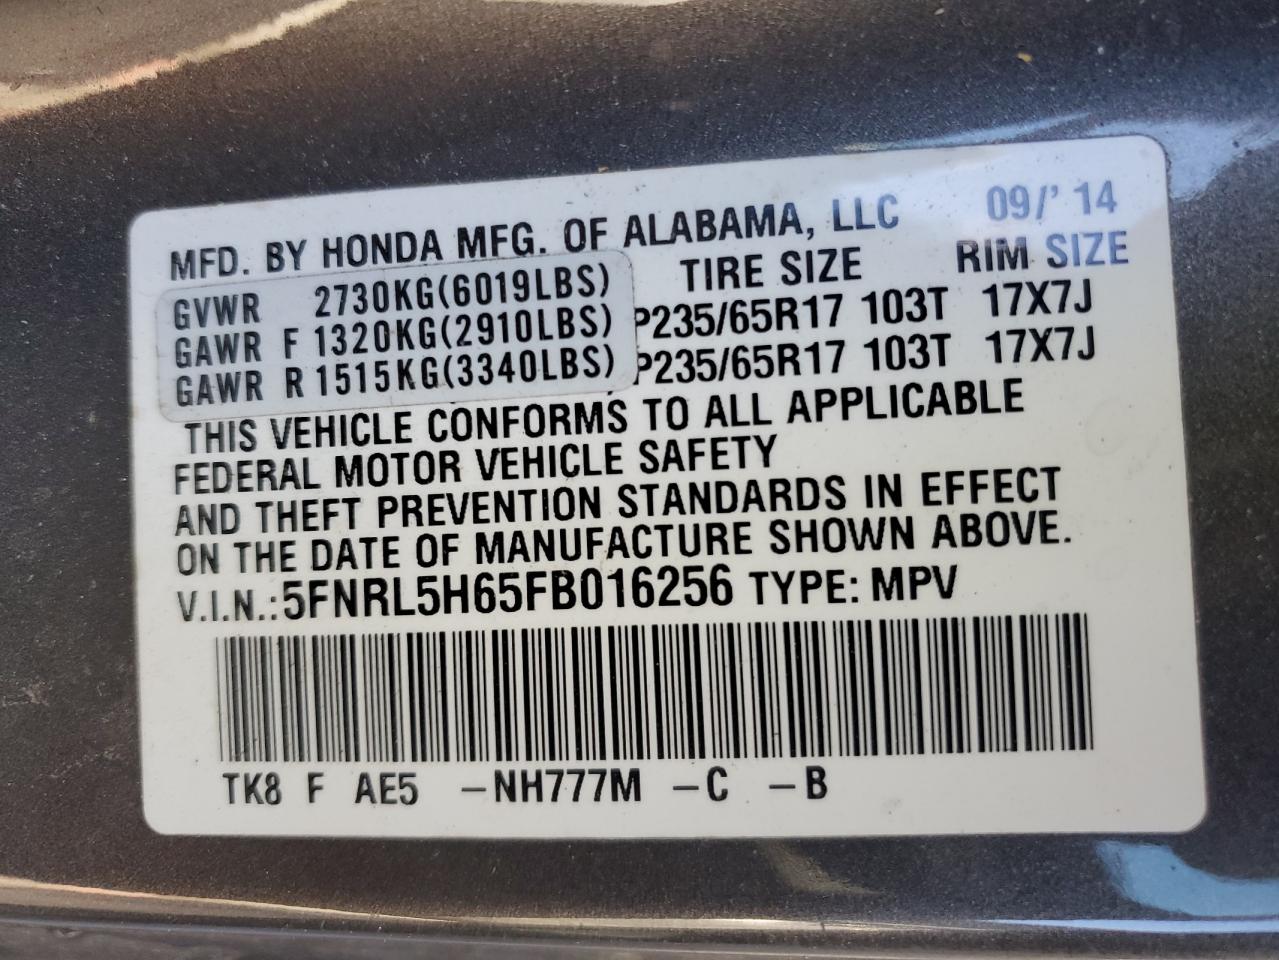 MFD. BY HONDA MFG. OF ALABAMA, LLC 09/'14
TIRE SIZE RIM SIZE
GVWR 2730KG(6019LBS)
GAWR F 1320KG(2910LBS) P235/65R17 103T 17X7J
GAWR R 1515KG(3340LBS) P235/65R17 103T 17X7J
THIS VEHICLE CONFORMS TO ALL APPLICABLE
FEDERAL MOTOR VEHICLE SAFETY
AND THEFT PREVENTION STANDARDS IN EFFECT
ON THE DATE OF MANUFACTURE SHOWN ABOVE.
V.I.N.:5FNRL5H65FB016256 TYPE: MPV
TK8 F AE5 -NH777M -C -B